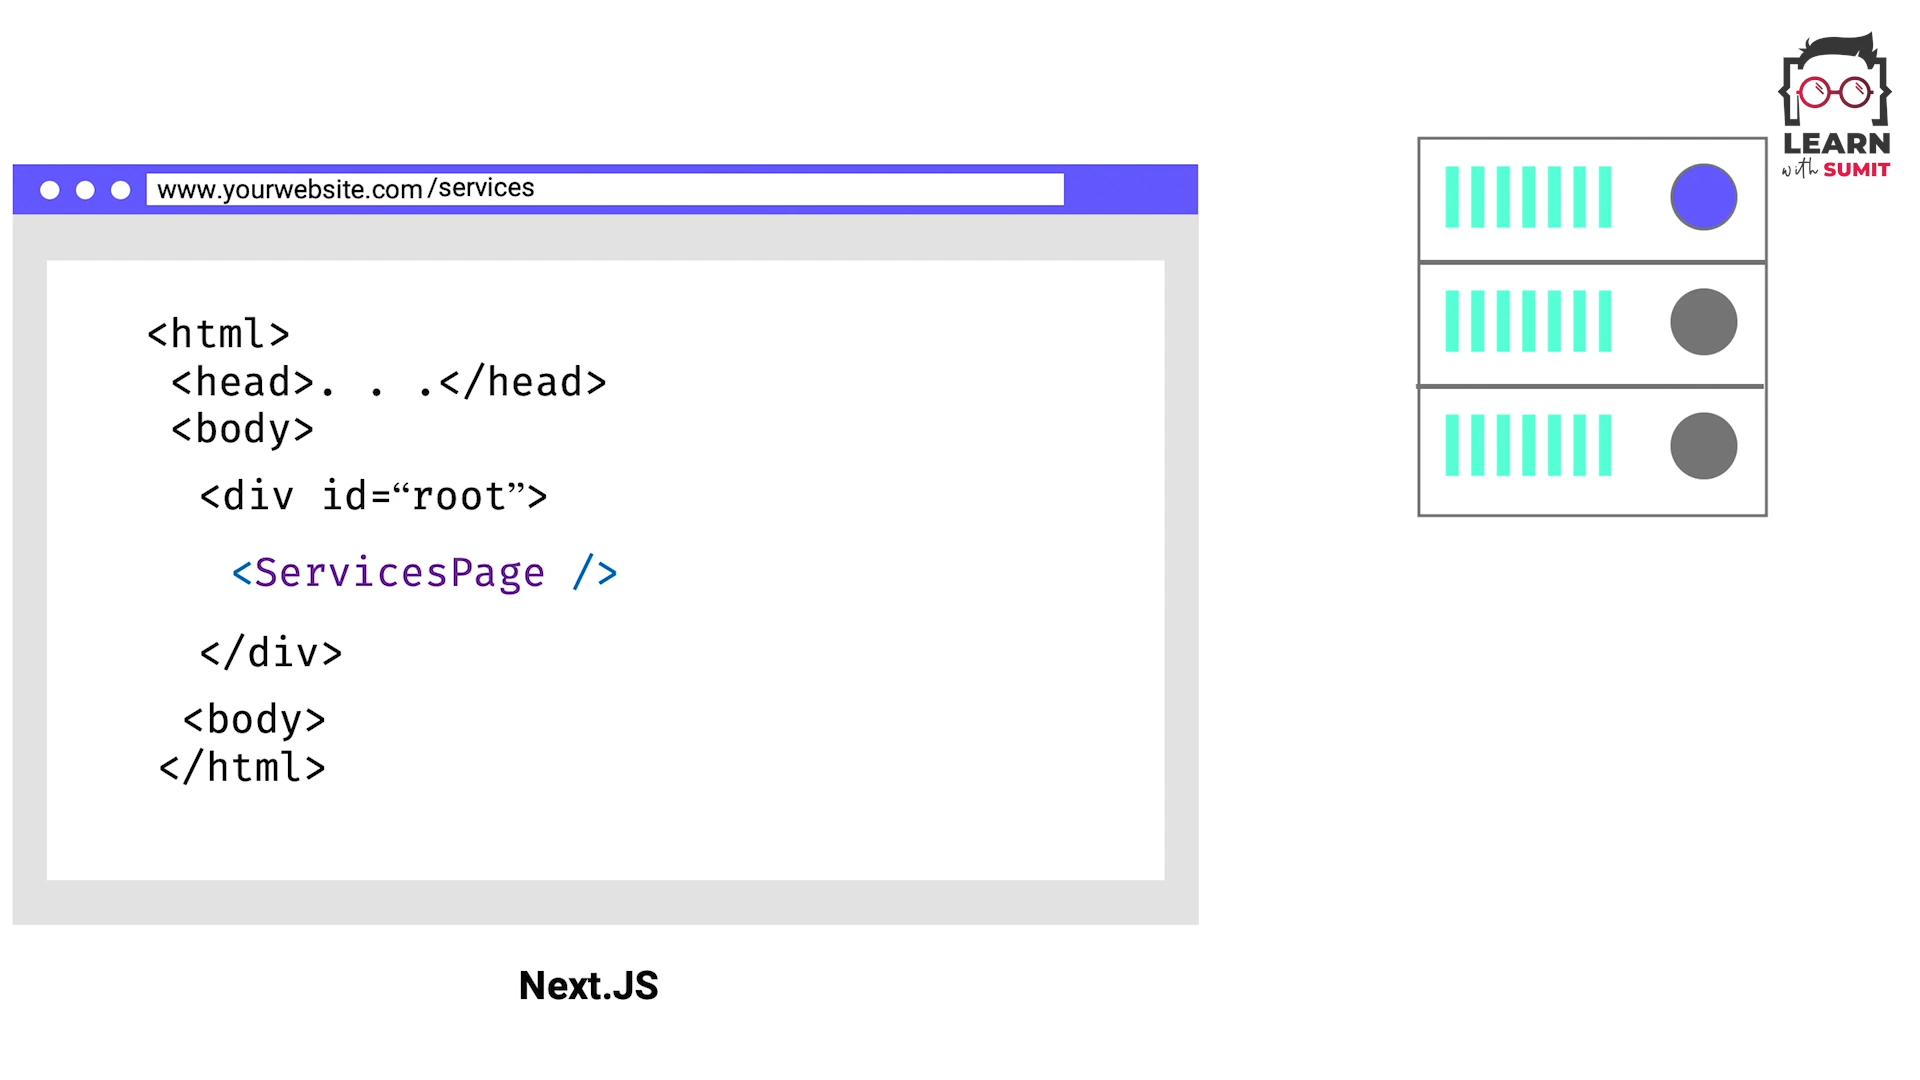 LEARN
with SUMIT
www.yourwebsite.com/services
<html>
<head>. . .</head>
<body>
<div id=“root”>
<ServicesPage />
</div>
<body>
</html>
Next.JS